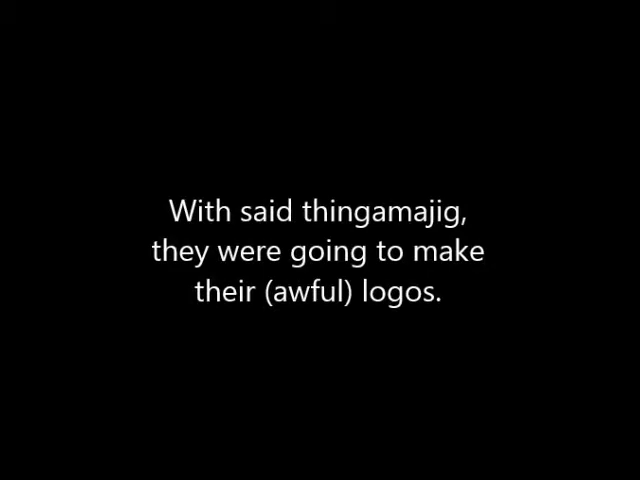 With said thingamajig,
they were going to make
their (awful) logos.